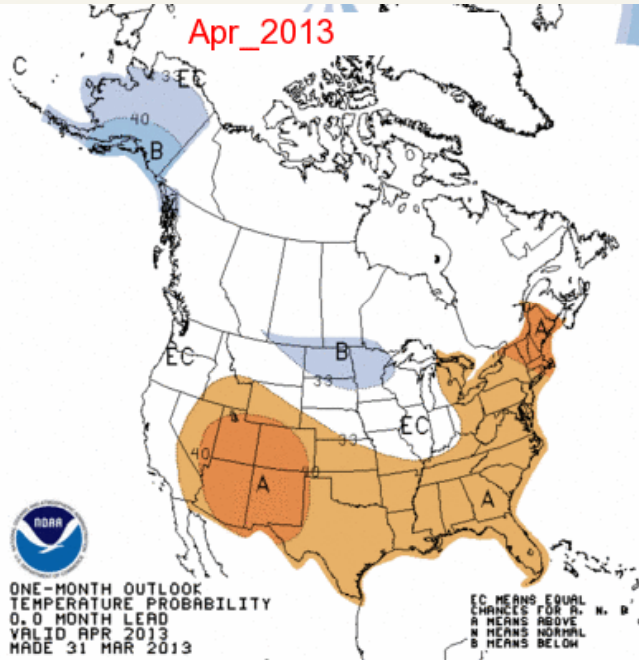 Apr_2013
C
33
EC
40
B
EC
B
33
A
EC
33
40
40
A
A
NOAA
ONE-MONTH OUTLOOK
TEMPERATURE PROBABILITY
0.0 MONTH LEAD
VALID APR 2013
MADE 31 MAR 2013
EC MEANS EQUAL
CHANCES FOR A, N, B
A MEANS ABOVE
N MEANS NORMAL
B MEANS BELOW